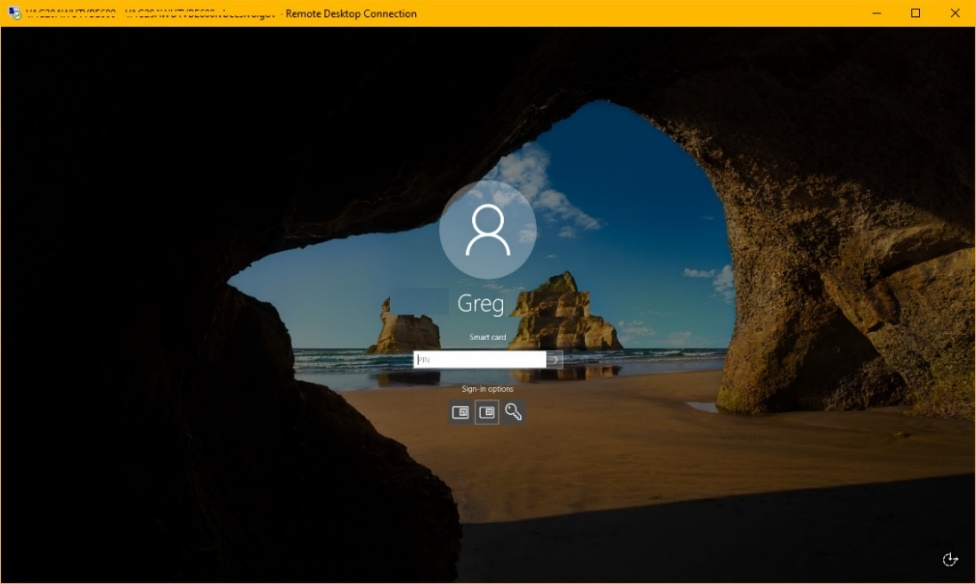 Remote Desktop Connection
Greg
Smart card
PIN
Sign-in options